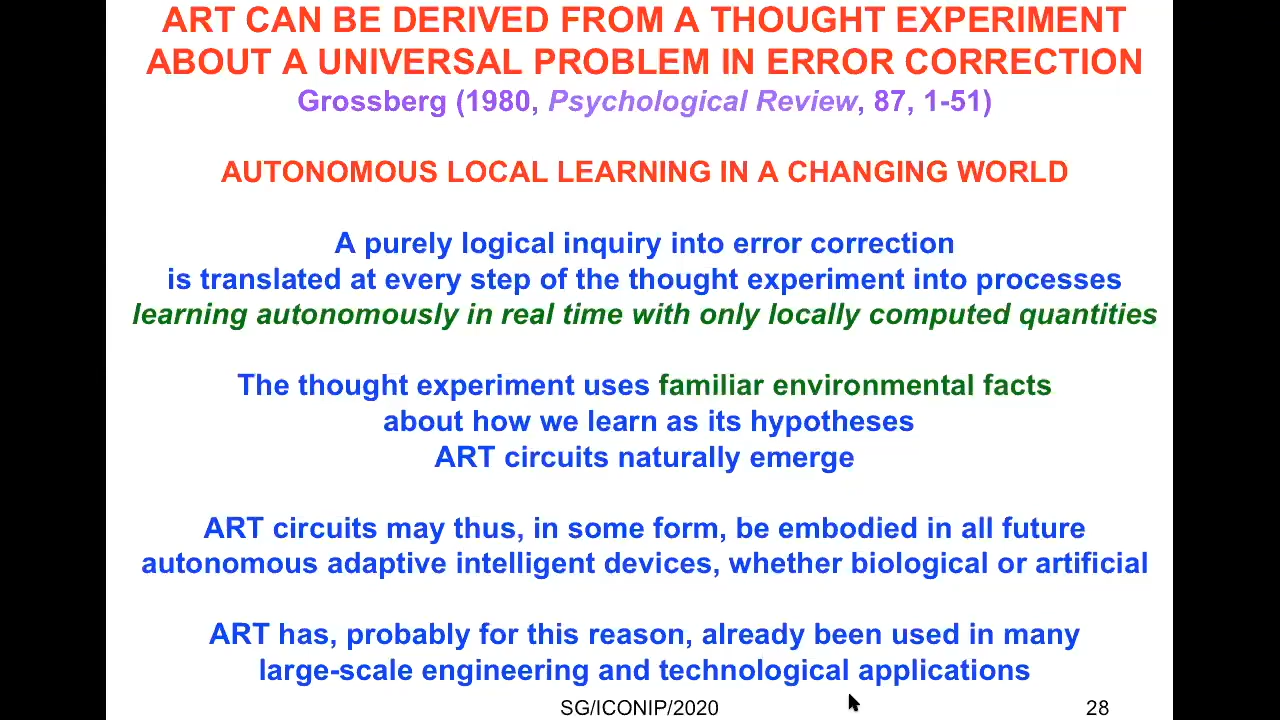 ART CAN BE DERIVED FROM A THOUGHT EXPERIMENT
ABOUT A UNIVERSAL PROBLEM IN ERROR CORRECTION
Grossberg (1980, Psychological Review, 87, 1-51)
AUTONOMOUS LOCAL LEARNING IN A CHANGING WORLD
A purely logical inquiry into error correction
is translated at every step of the thought experiment into processes
learning autonomously in real time with only locally computed quantities
The thought experiment uses familiar environmental facts
about how we learn as its hypotheses
ART circuits naturally emerge
ART circuits may thus, in some form, be embodied in all future
autonomous adaptive intelligent devices, whether biological or artificial
ART has, probably for this reason, already been used in many
large-scale engineering and technological applications
SG/ICONIP/2020 28